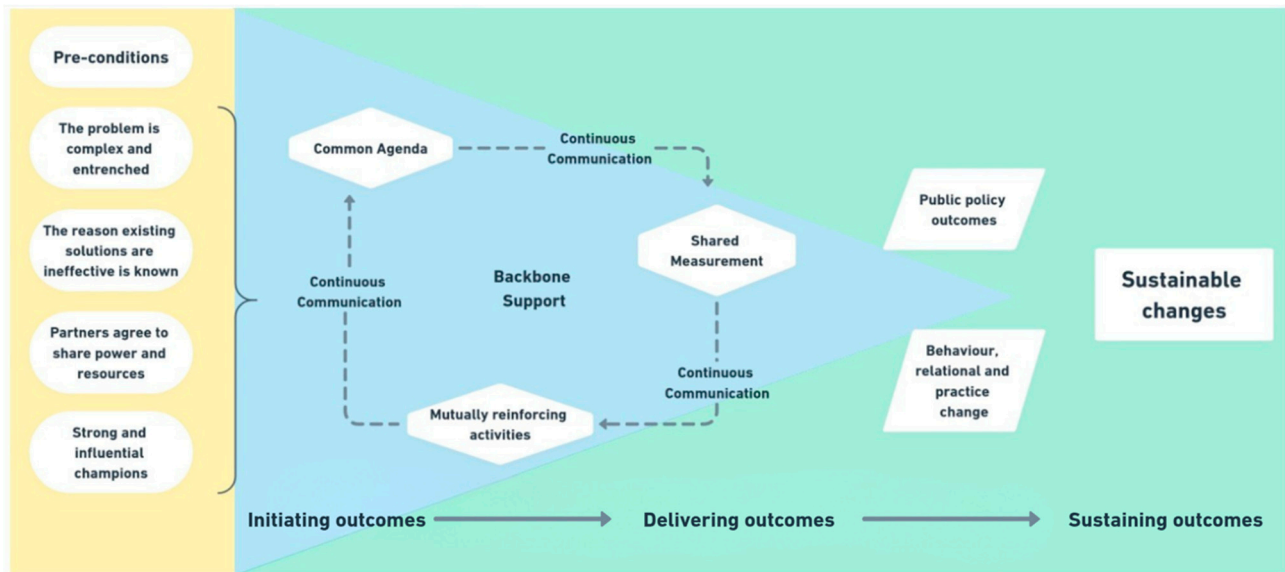 Pre-conditions
The problem is
complex and
entrenched
The reason existing
solutions are
ineffective is known
Partners agree to
share power and
resources
Strong and
influential
champions
Common Agenda
Continuous
Communication
Shared
Measurement
Continuous
Communication
Mutually reinforcing
activities
Continuous
Communication
Backbone
Support
Public policy
outcomes
Behaviour,
relational and
practice
change
Sustainable
changes
Initiating outcomes
Delivering outcomes
Sustaining outcomes